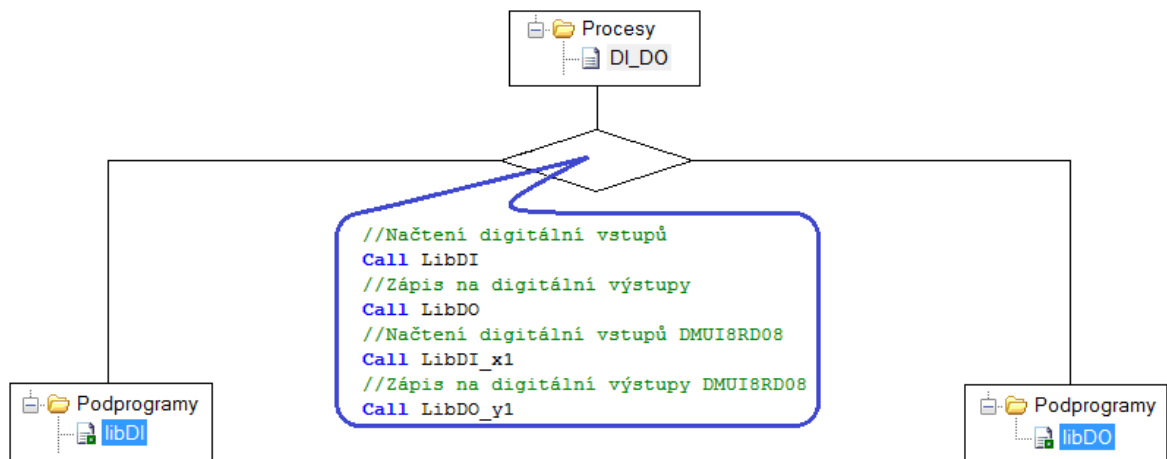 Procesy
DI_DO
//Načtení digitální vstupů
Call LibDI
//Zápis na digitální výstupy
Call LibDO
//Načtení digitální vstupů DMUI8RD08
Call LibDI_x1
//Zápis na digitální výstupy DMUI8RD08
Call LibDO_y1
Podprogramy
libDI
Podprogramy
libDO